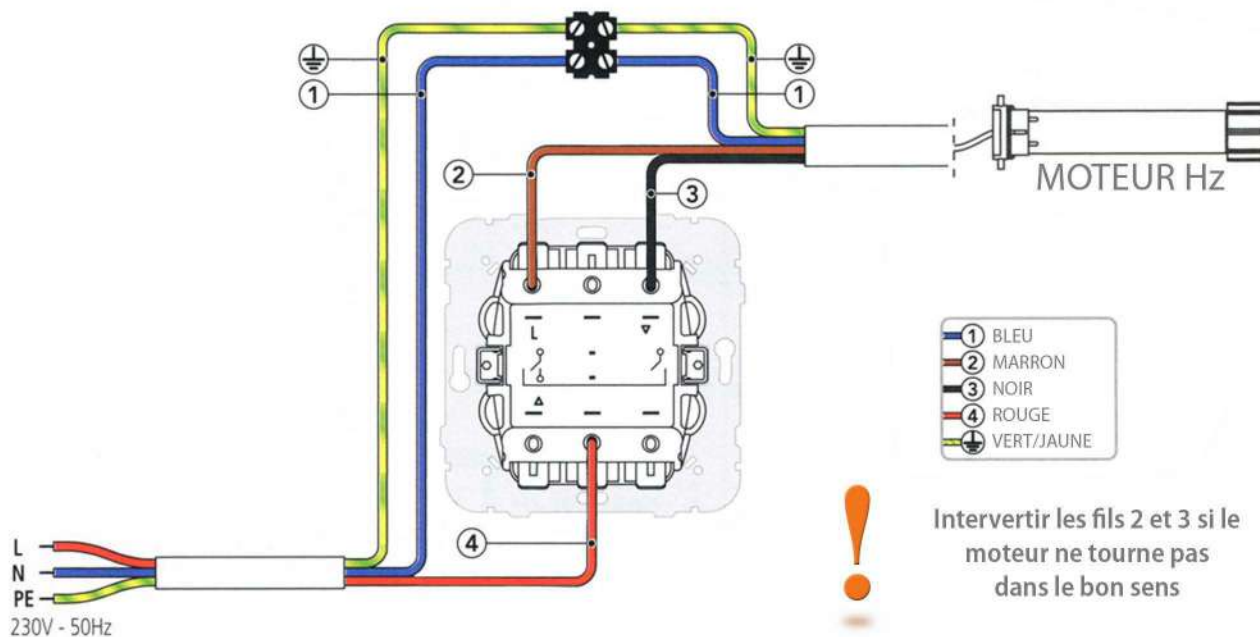 1
1
2
3
MOTEUR Hz
L
1 BLEU
2 MARRON
3 NOIR
4 ROUGE
VERT/JAUNE
4
Intervertir les fils 2 et 3 si le
moteur ne tourne pas
dans le bon sens
L
N
PE
230V - 50Hz